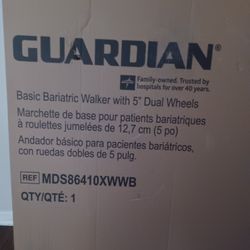 GUARDIAN®
Family-owned. Trusted by
hospitals for over 40 years.
Basic Bariatric Walker with 5" Dual Wheels
Marchette de base pour patients bariatriques
à roulettes jumelées de 12,7 cm (5 po)
Andador básico para pacientes bariátricos,
con ruedas dobles de 5 pulg.
REF MDS86410XWWB
QTY/QTÉ: 1